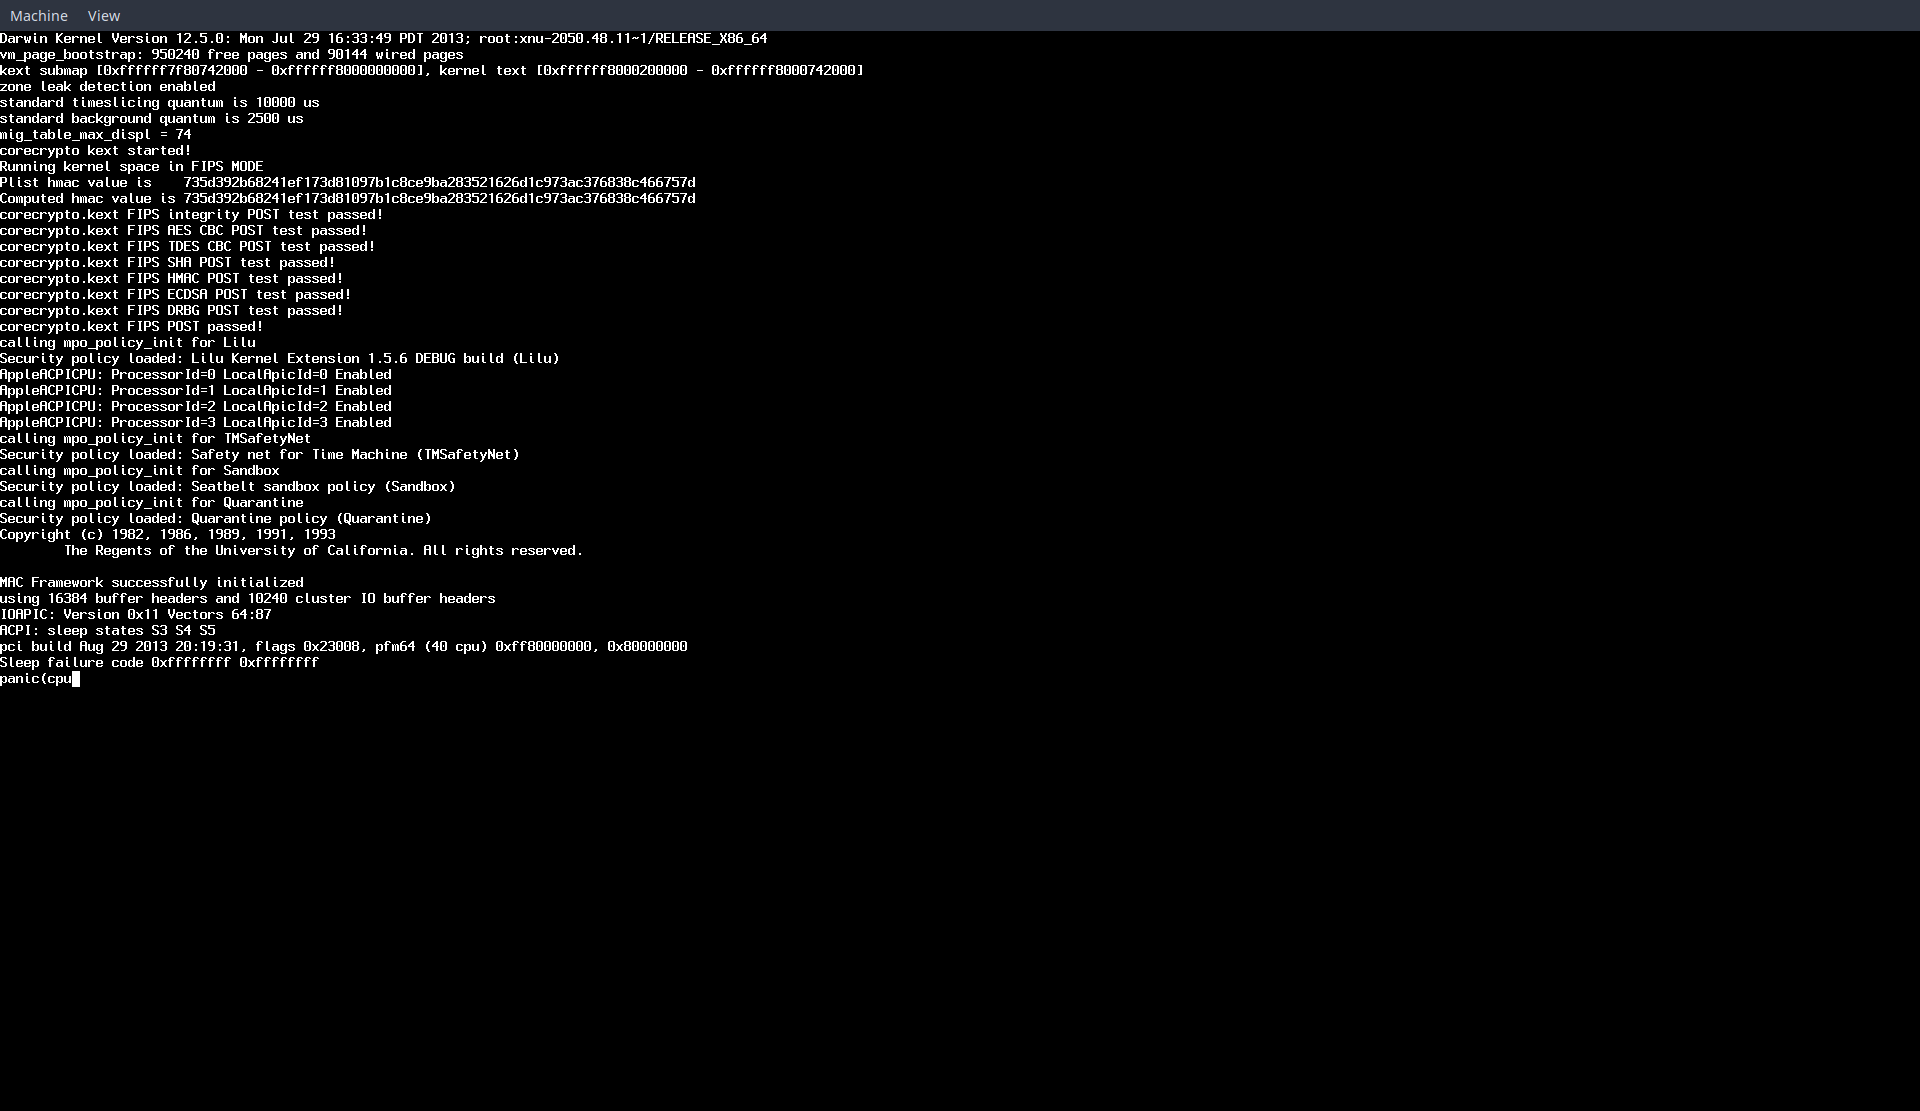 Machine View
Darwin Kernel Version 12.5.0: Mon Jul 29 16:33:49 PDT 2013; root:xnu-2050.48.11~1/RELEASE_X86_64
vm_page_bootstrap: 950240 free pages and 90144 wired pages
kext submap [0xffffff7f80742000 - 0xffffff8000000000], kernel text [0xffffff8000200000 - 0xffffff8000742000]
zone leak detection enabled
standard timeslicing quantum is 10000 us
standard background quantum is 2500 us
mig_table_max_displ = 74
corecrypto kext started!
Running kernel space in FIPS MODE
Plist hmac value is    735d392b68241ef173d81097b1c8ce9ba283521626d1c973ac376838c466757d
Computed hmac value is 735d392b68241ef173d81097b1c8ce9ba283521626d1c973ac376838c466757d
corecrypto.kext FIPS integrity POST test passed!
corecrypto.kext FIPS AES CBC POST test passed!
corecrypto.kext FIPS TDES CBC POST test passed!
corecrypto.kext FIPS SHA POST test passed!
corecrypto.kext FIPS HMAC POST test passed!
corecrypto.kext FIPS ECDSA POST test passed!
corecrypto.kext FIPS DRBG POST test passed!
corecrypto.kext FIPS POST passed!
calling mpo_policy_init for Lilu
Security policy loaded: Lilu Kernel Extension 1.5.6 DEBUG build (Lilu)
AppleACPICPU: ProcessorId=0 LocalApicId=0 Enabled
AppleACPICPU: ProcessorId=1 LocalApicId=1 Enabled
AppleACPICPU: ProcessorId=2 LocalApicId=2 Enabled
AppleACPICPU: ProcessorId=3 LocalApicId=3 Enabled
calling mpo_policy_init for TMSafetyNet
Security policy loaded: Safety net for Time Machine (TMSafetyNet)
calling mpo_policy_init for Sandbox
Security policy loaded: Seatbelt sandbox policy (Sandbox)
calling mpo_policy_init for Quarantine
Security policy loaded: Quarantine policy (Quarantine)
Copyright (c) 1982, 1986, 1989, 1991, 1993
The Regents of the University of California. All rights reserved.
MAC Framework successfully initialized
using 16384 buffer headers and 10240 cluster IO buffer headers
IOAPIC: Version 0x11 Vectors 64:87
ACPI: sleep states S3 S4 S5
pci build Aug 29 2013 20:19:31, flags 0x23008, pfm64 (40 cpu) 0xff80000000, 0x80000000
Sleep failure code 0xffffffff 0xffffffff
panic(cpu